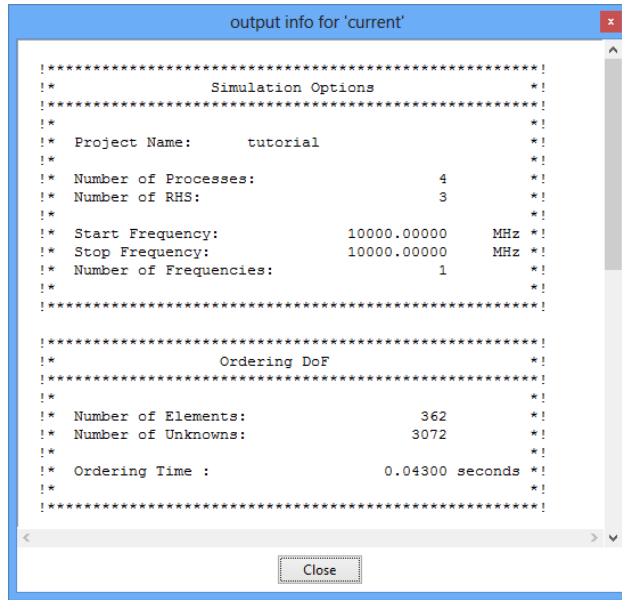 output info for 'current'
x
!******************************************************!
!*                 Simulation Options                 *!
!******************************************************!
!*                                                    *!
!*  Project Name:      tutorial                       *!
!*                                                    *!
!*  Number of Processes:                    4         *!
!*  Number of RHS:                          3         *!
!*                                                    *!
!*  Start Frequency:              10000.00000     MHz *!
!*  Stop Frequency:               10000.00000     MHz *!
!*  Number of Frequencies:                  1         *!
!*                                                    *!
!******************************************************!
!******************************************************!
!*                  Ordering DoF                      *!
!******************************************************!
!*                                                    *!
!*  Number of Elements:                   362         *!
!*  Number of Unknowns:                  3072         *!
!*                                                    *!
!*  Ordering Time :                   0.04300 seconds *!
!*                                                    *!
!******************************************************!
Close